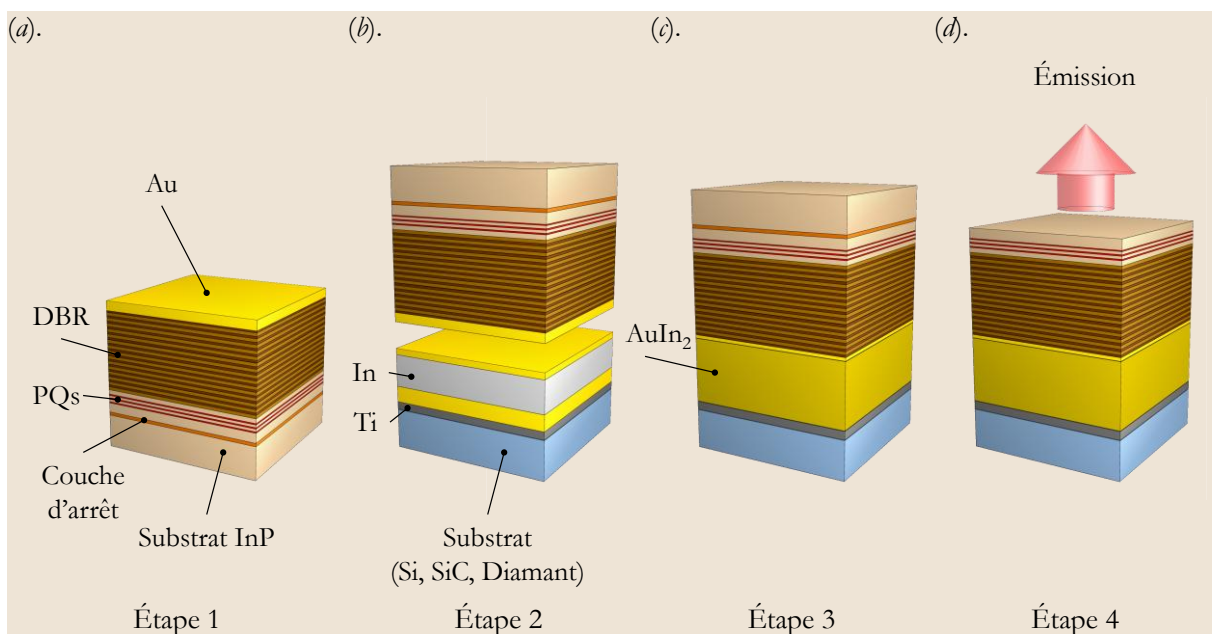 (a).
(b).
(c).
(d).
Émission
Au
DBR
PQs
Couche
d'arrêt
Substrat InP
In
Ti
Substrat
(Si, SiC, Diamant)
AuIn2
Étape 1
Étape 2
Étape 3
Étape 4